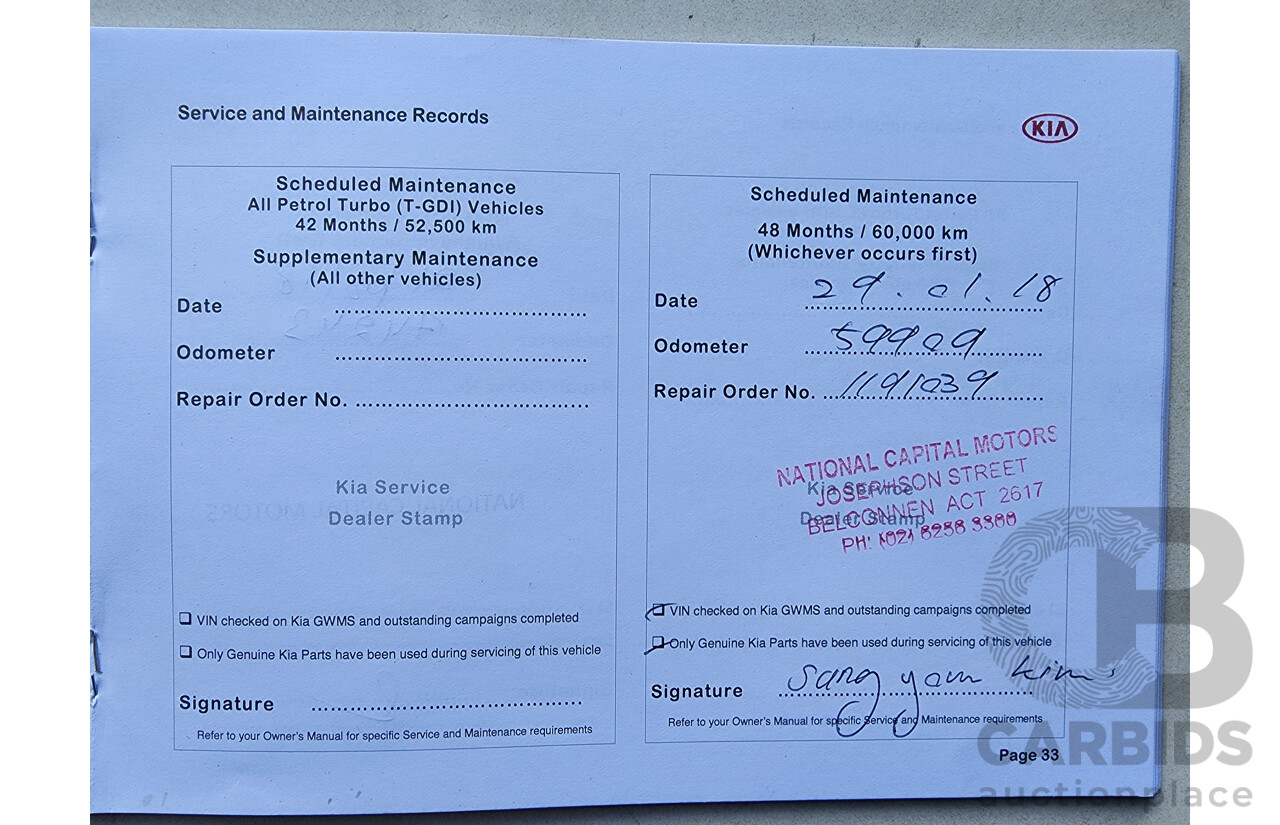 Service and Maintenance Records
KIA
Scheduled Maintenance
All Petrol Turbo (T-GDI) Vehicles
42 Months / 52,500 km
Supplementary Maintenance
(All other vehicles)
Date
Odometer
Repair Order No.
Kia Service
Dealer Stamp
VIN checked on Kia GWMS and outstanding campaigns completed
Only Genuine Kia Parts have been used during servicing of this vehicle
Signature
Refer to your Owner's Manual for specific Service and Maintenance requirements
Scheduled Maintenance
48 Months / 60,000 km
(Whichever occurs first)
Date 29.01.18
Odometer 59909
Repair Order No. 1191039
Kia Service
Dealer Stamp
NATIONAL CAPITAL MOTORS
JOSEPHSON STREET
BELCONNEN ACT 2617
PH: (02)
VIN checked on Kia GWMS and outstanding campaigns completed
Only Genuine Kia Parts have been used during servicing of this vehicle
Signature Sang youn kim
Refer to your Owner's Manual for specific Service and Maintenance requirements
Page 33
CB
CARBIDS
auctionplace